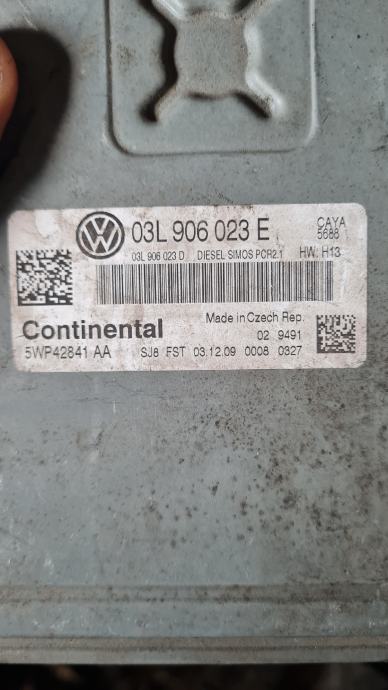 03L 906 023 E
CAYA
5688
03L 906 023 D DIESEL SIMOS PCR2.1 HW: H13
Continental
Made in Czech Rep.
02 9491
5WP42841 AA SJ8 FST 03.12.09 0008 0327